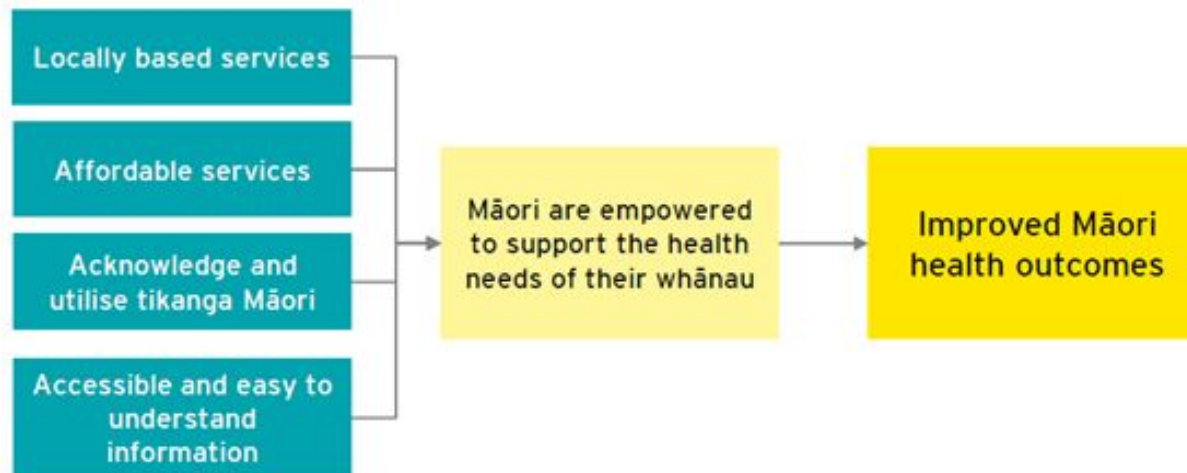 Locally based services
Affordable services
Acknowledge and
utilise tikanga Māori
Accessible and easy to
understand
information
Māori are empowered
to support the health
needs of their whānau
Improved Māori
health outcomes